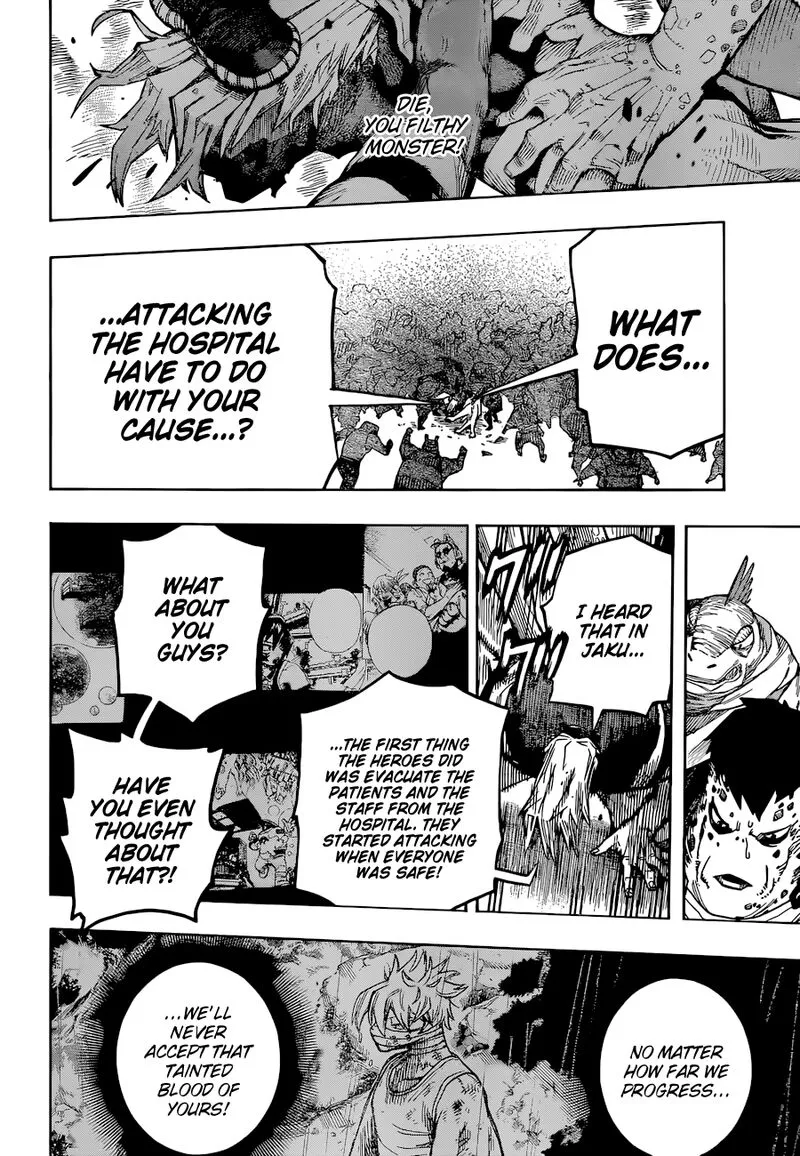 DIE,
YOU FILTHY
MONSTER!
WHAT
DOES...
...ATTACKING
THE HOSPITAL
HAVE TO DO
WITH YOUR
CAUSE...?
I HEARD
THAT IN
JAKU...
...THE FIRST THING
THE HEROES DID
WAS EVACUATE THE
PATIENTS AND THE
STAFF FROM THE
HOSPITAL. THEY
STARTED ATTACKING
WHEN EVERYONE
WAS SAFE!
WHAT
ABOUT
YOU
GUYS?
HAVE
YOU EVEN
THOUGHT
ABOUT
THAT?!
NO MATTER
HOW FAR WE
PROGRESS...
...WE'LL
NEVER
ACCEPT THAT
TAINTED
BLOOD OF
YOURS!